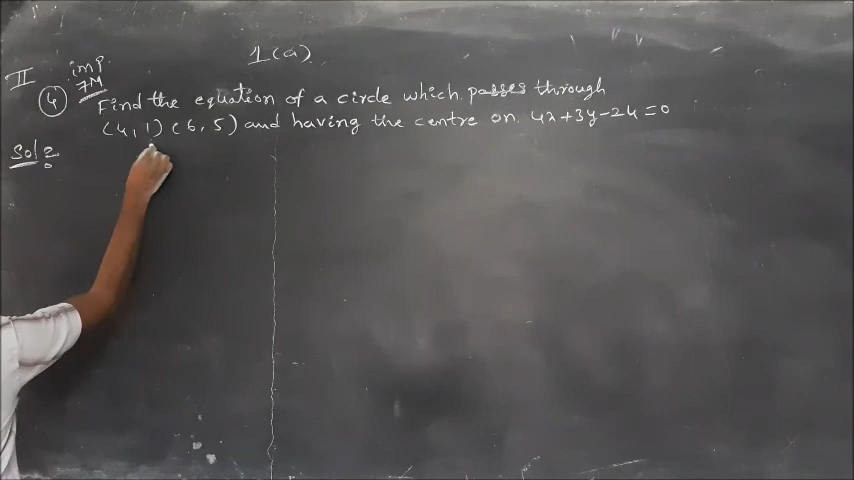 1(a)
II imp
(4) 7M Find the equation of a circle which passes through
(4, 1) (6, 5) and having the centre on 4x+3y-24=0
Sol: